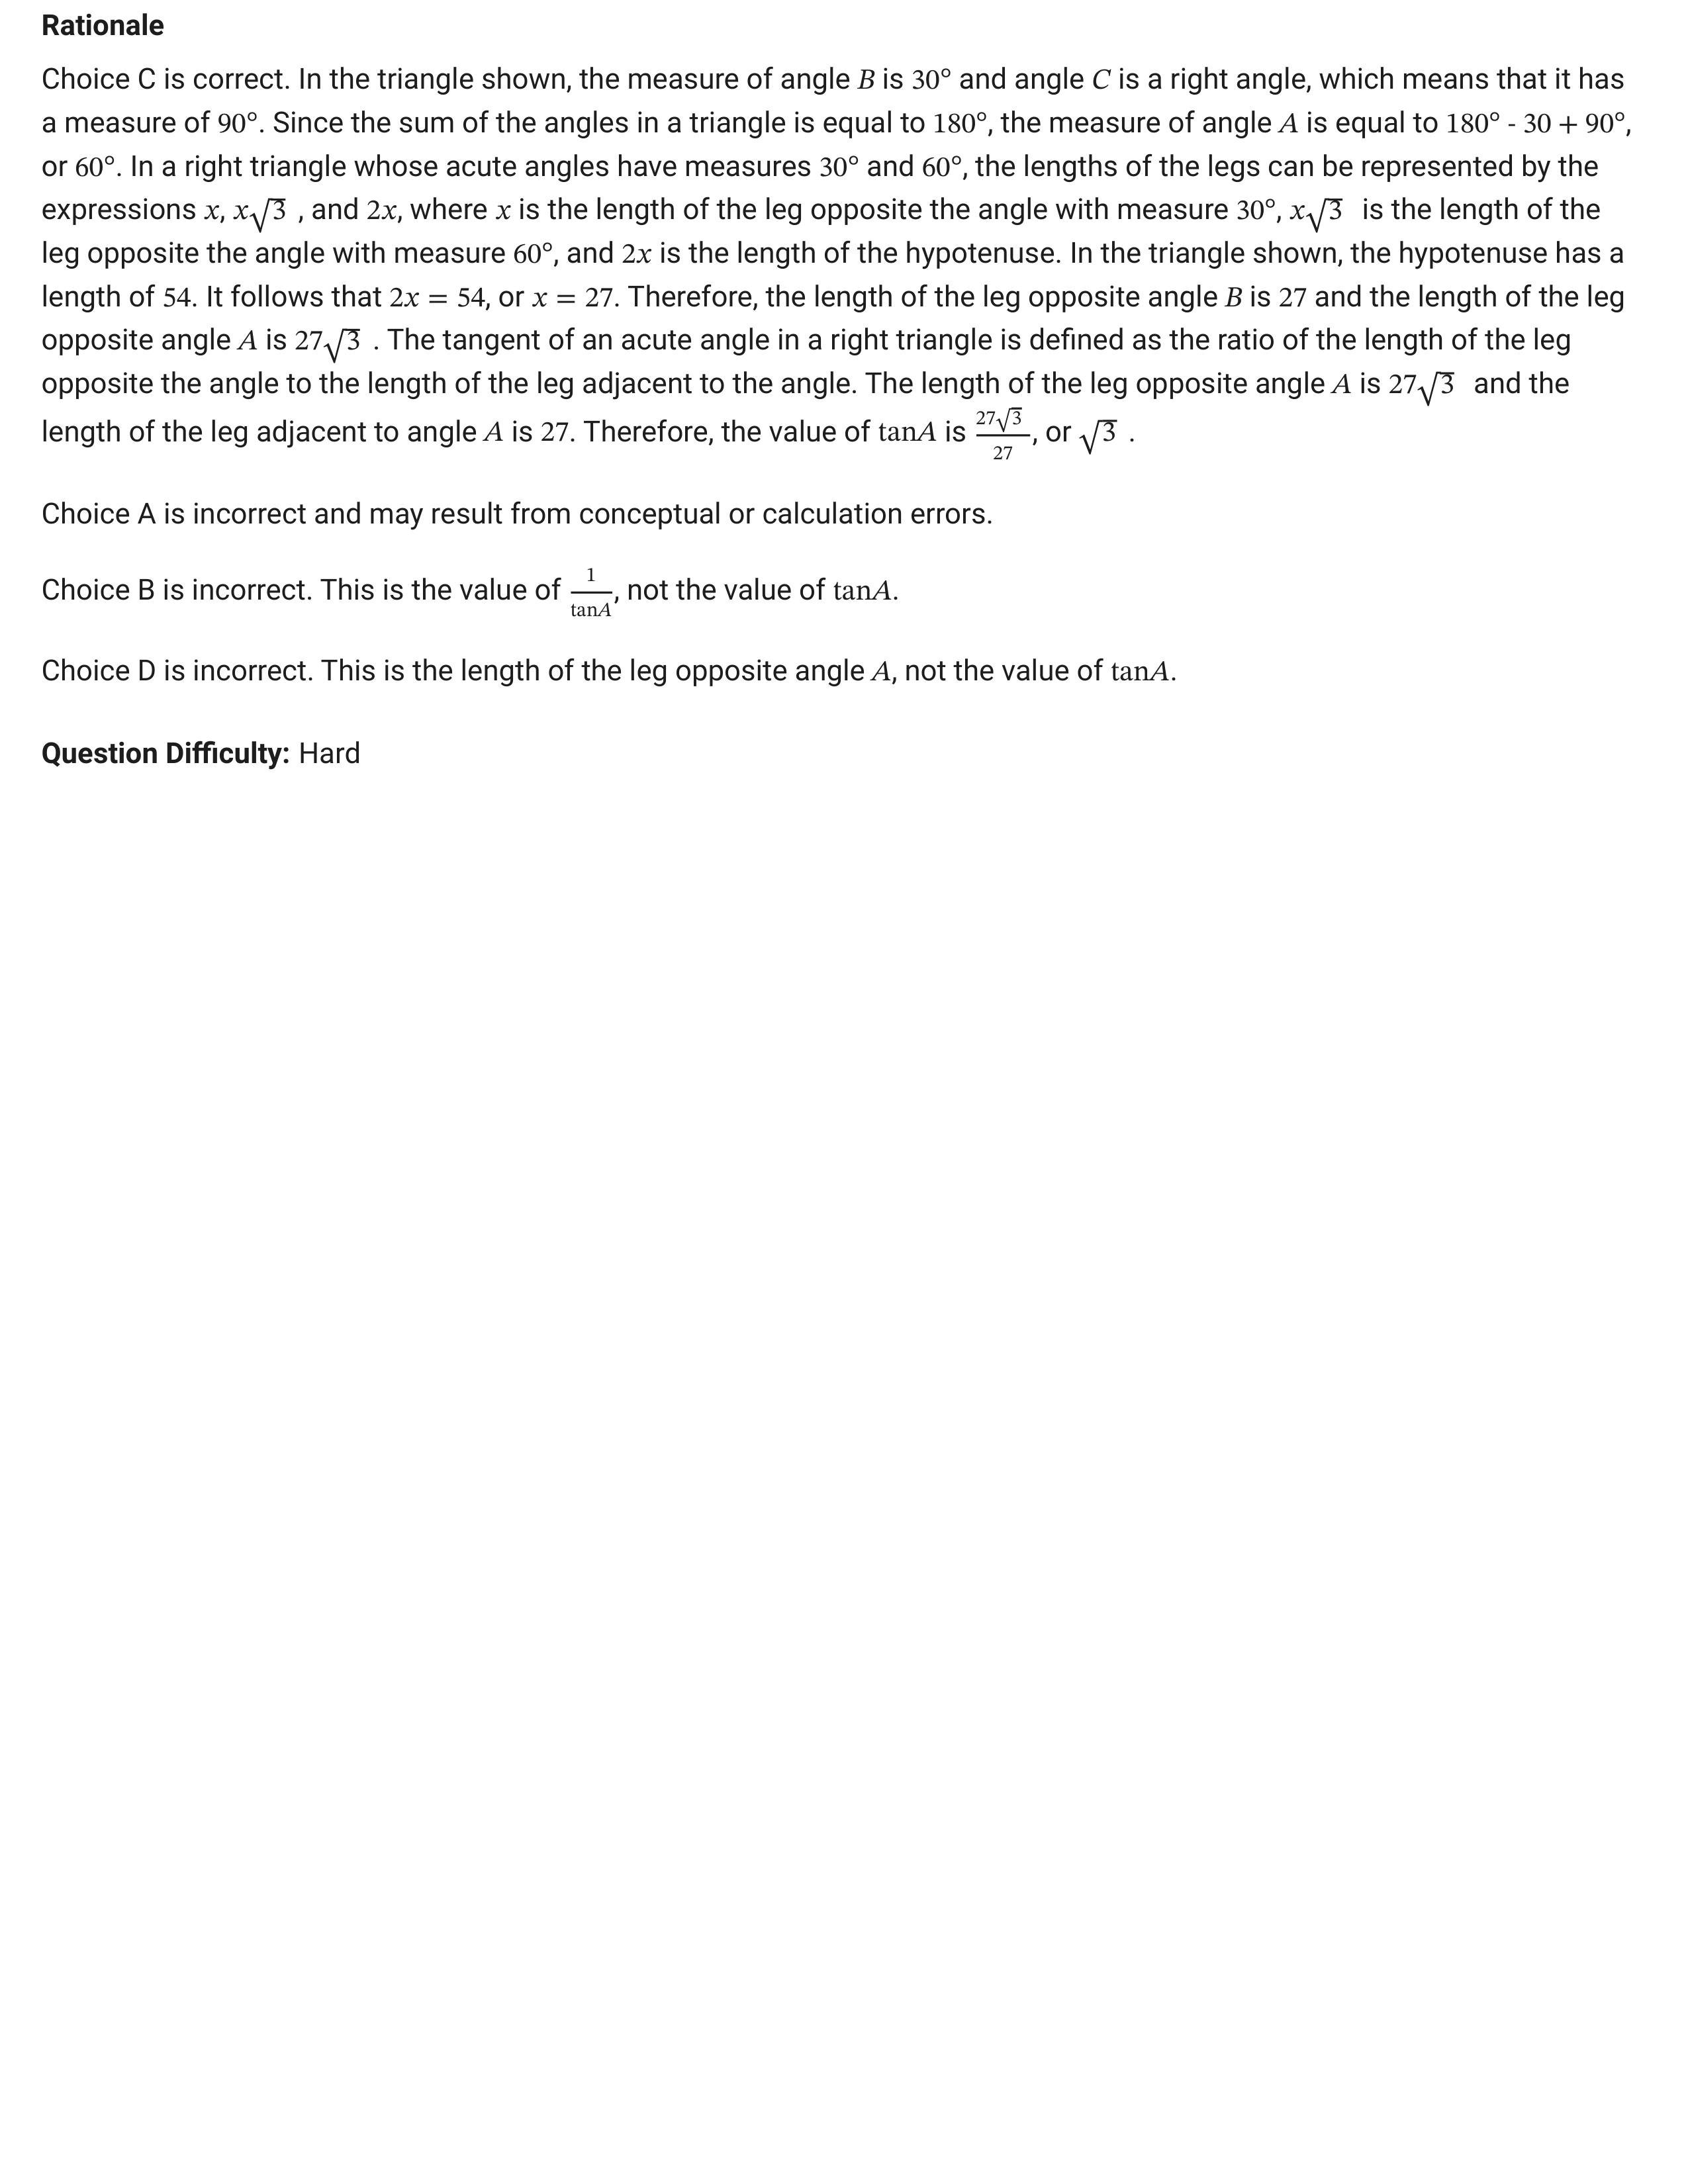 Rationale
Choice C is correct. In the triangle shown, the measure of angle B is 30° and angle C is a right angle, which means that it has
a measure of 90°. Since the sum of the angles in a triangle is equal to 180°, the measure of angle A is equal to 180° - 30 + 90°,
or 60°. In a right triangle whose acute angles have measures 30° and 60°, the lengths of the legs can be represented by the
expressions x, x√3 , and 2x, where x is the length of the leg opposite the angle with measure 30°, x√3 is the length of the
leg opposite the angle with measure 60°, and 2x is the length of the hypotenuse. In the triangle shown, the hypotenuse has a
length of 54. It follows that 2x = 54, or x = 27. Therefore, the length of the leg opposite angle B is 27 and the length of the leg
opposite angle A is 27√3 . The tangent of an acute angle in a right triangle is defined as the ratio of the length of the leg
opposite the angle to the length of the leg adjacent to the angle. The length of the leg opposite angle A is 27√3 and the
length of the leg adjacent to angle A is 27. Therefore, the value of tanA is 27√3/27, or √3 .
Choice A is incorrect and may result from conceptual or calculation errors.
Choice B is incorrect. This is the value of 1/tanA, not the value of tanA.
Choice D is incorrect. This is the length of the leg opposite angle A, not the value of tanA.
Question Difficulty: Hard